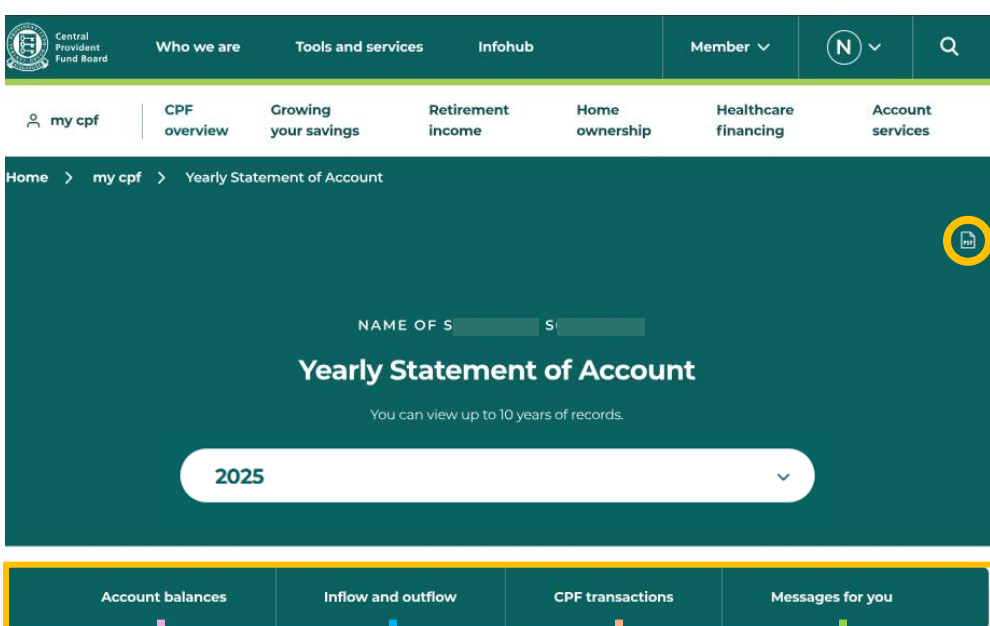 Central
Provident
Fund Board
Who we are
Tools and services
Infohub
Member
N
my cpf
CPF
overview
Growing
your savings
Retirement
income
Home
ownership
Healthcare
financing
Account
services
Home > my cpf > Yearly Statement of Account
PDF
NAME OF S S
Yearly Statement of Account
You can view up to 10 years of records.
2025
Account balances
Inflow and outflow
CPF transactions
Messages for you